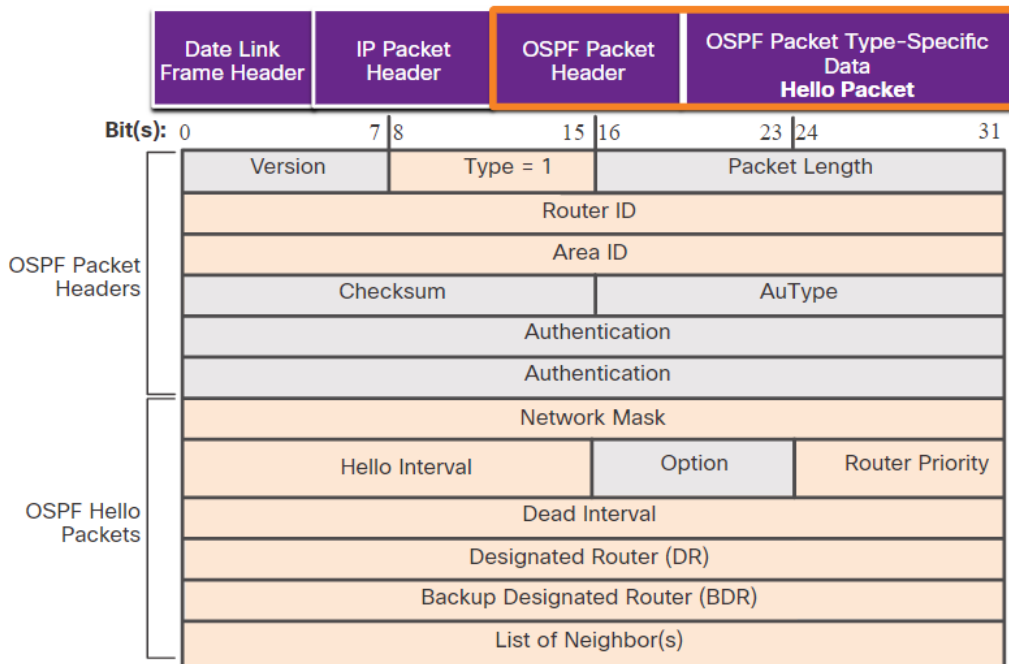 Date Link
Frame Header
IP Packet
Header
OSPF Packet
Header
OSPF Packet Type-Specific
Data
Hello Packet
Bit(s): 0 7 8 15 16 23 24 31
OSPF Packet
Headers
Version Type = 1 Packet Length
Router ID
Area ID
Checksum AuType
Authentication
Authentication
OSPF Hello
Packets
Network Mask
Hello Interval Option Router Priority
Dead Interval
Designated Router (DR)
Backup Designated Router (BDR)
List of Neighbor(s)